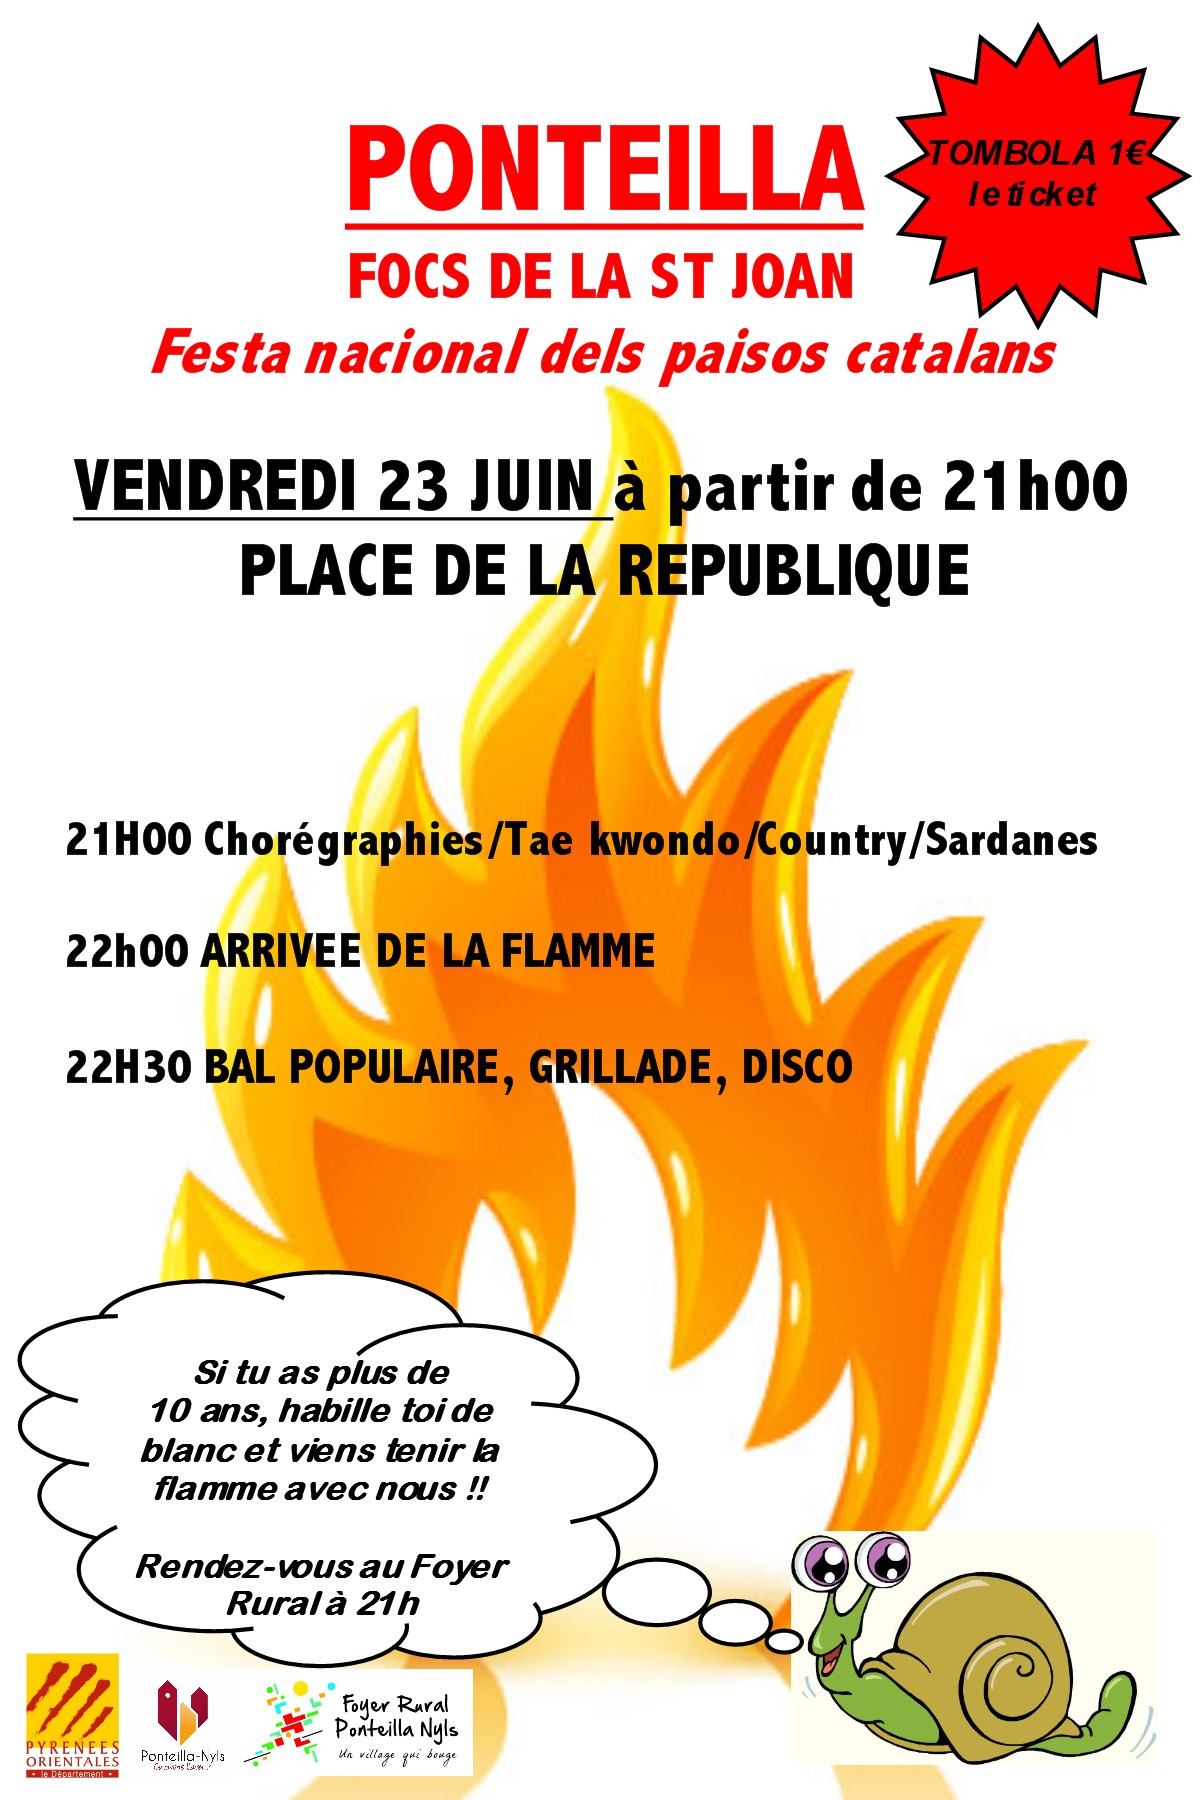 TOMBOLA 1€
le ticket
PONTEILLA
FOCS DE LA ST JOAN
Festa nacional dels paisos catalans
VENDREDI 23 JUIN à partir de 21h00
PLACE DE LA REPUBLIQUE
21H00 Chorégraphies/Tae kwondo/Country/Sardanes
22h00 ARRIVEE DE LA FLAMME
22H30 BAL POPULAIRE, GRILLADE, DISCO
Si tu as plus de
10 ans, habille toi de
blanc et viens tenir la
flamme avec nous !!
Rendez-vous au Foyer
Rural à 21h
PYRENEES
ORIENTALES
le Département
Ponteilla-Nyls
Foyer Rural
Ponteilla Nyls
Un village qui bouge